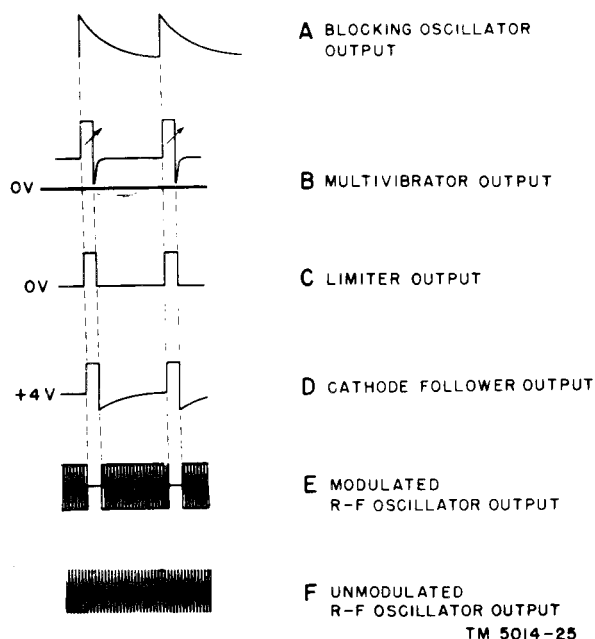 A BLOCKING OSCILLATOR
OUTPUT
0V
B MULTIVIBRATOR OUTPUT
0V
C LIMITER OUTPUT
+4V
D CATHODE FOLLOWER OUTPUT
E MODULATED
R-F OSCILLATOR OUTPUT
F UNMODULATED
R-F OSCILLATOR OUTPUT
TM 5014-25